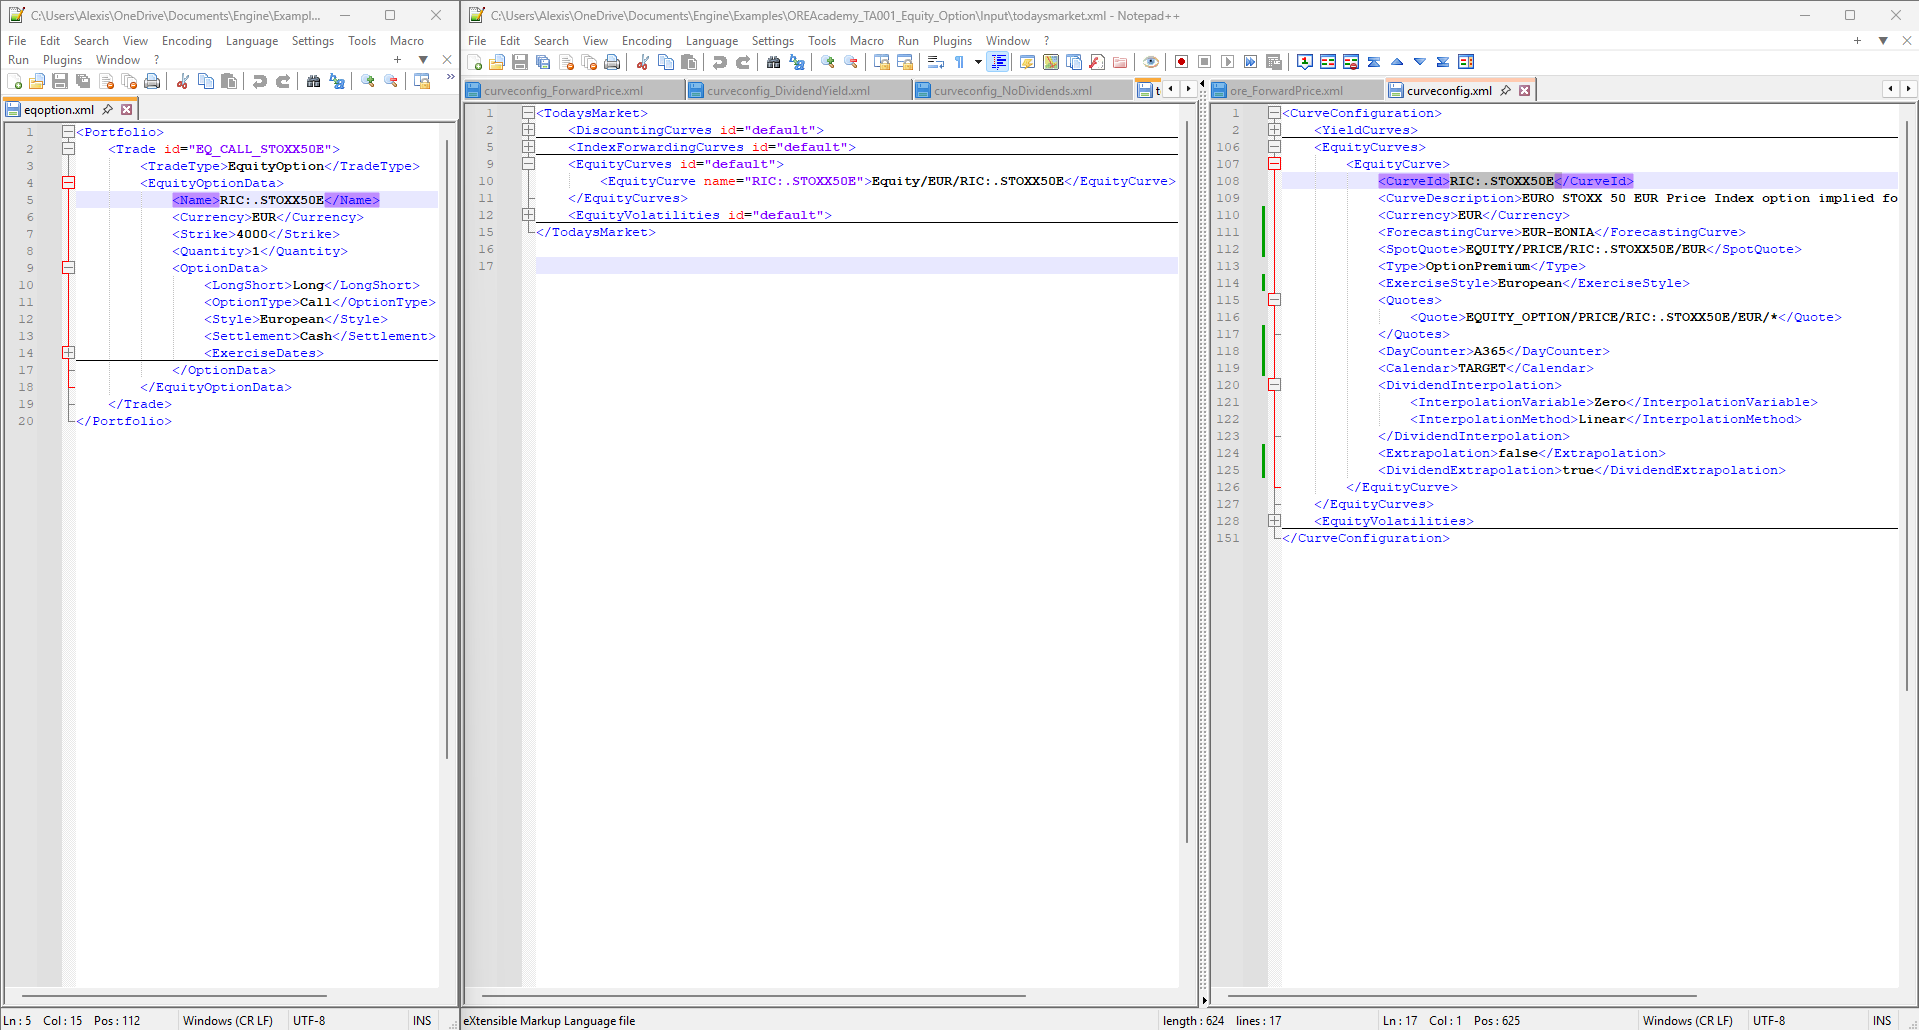 C:\Users\Alexis\OneDrive\Documents\Engine\Exampl...
File Edit Search View Encoding Language Settings Tools Macro
Run Plugins Window ?
eqoption.xml
1 <Portfolio>
2 <Trade id="EQ_CALL_STOXX50E">
3 <TradeType>EquityOption</TradeType>
4 <EquityOptionData>
5 <Name>RIC:.STOXX50E</Name>
6 <Currency>EUR</Currency>
7 <Strike>4000</Strike>
8 <Quantity>1</Quantity>
9 <OptionData>
10 <LongShort>Long</LongShort>
11 <OptionType>Call</OptionType>
12 <Style>European</Style>
13 <Settlement>Cash</Settlement>
14 <ExerciseDates>
17 </OptionData>
18 </EquityOptionData>
19 </Trade>
20 </Portfolio>
Ln : 5 Col : 15 Pos : 112 Windows (CR LF) UTF-8 INS
C:\Users\Alexis\OneDrive\Documents\Engine\Examples\OREAcademy_TA001_Equity_Option\Input\todaysmarket.xml - Notepad++
File Edit Search View Encoding Language Settings Tools Macro Run Plugins Window ?
curveconfig_ForwardPrice.xml curveconfig_DividendYield.xml curveconfig_NoDividends.xml t
1 <TodaysMarket>
2 <DiscountingCurves id="default">
5 <IndexForwardingCurves id="default">
9 <EquityCurves id="default">
10 <EquityCurve name="RIC:.STOXX50E">Equity/EUR/RIC:.STOXX50E</EquityCurve>
11 </EquityCurves>
12 <EquityVolatilities id="default">
15 </TodaysMarket>
16
17
ore_ForwardPrice.xml curveconfig.xml
1 <CurveConfiguration>
2 <YieldCurves>
106 <EquityCurves>
107 <EquityCurve>
108 <CurveId>RIC:.STOXX50E</CurveId>
109 <CurveDescription>EURO STOXX 50 EUR Price Index option implied fo
110 <Currency>EUR</Currency>
111 <ForecastingCurve>EUR-EONIA</ForecastingCurve>
112 <SpotQuote>EQUITY/PRICE/RIC:.STOXX50E/EUR</SpotQuote>
113 <Type>OptionPremium</Type>
114 <ExerciseStyle>European</ExerciseStyle>
115 <Quotes>
116 <Quote>EQUITY_OPTION/PRICE/RIC:.STOXX50E/EUR/*</Quote>
117 </Quotes>
118 <DayCounter>A365</DayCounter>
119 <Calendar>TARGET</Calendar>
120 <DividendInterpolation>
121 <InterpolationVariable>Zero</InterpolationVariable>
122 <InterpolationMethod>Linear</InterpolationMethod>
123 </DividendInterpolation>
124 <Extrapolation>false</Extrapolation>
125 <DividendExtrapolation>true</DividendExtrapolation>
126 </EquityCurve>
127 </EquityCurves>
128 <EquityVolatilities>
151 </CurveConfiguration>
eXtensible Markup Language file length : 624 lines : 17 Ln : 17 Col : 1 Pos : 625 Windows (CR LF) UTF-8 INS